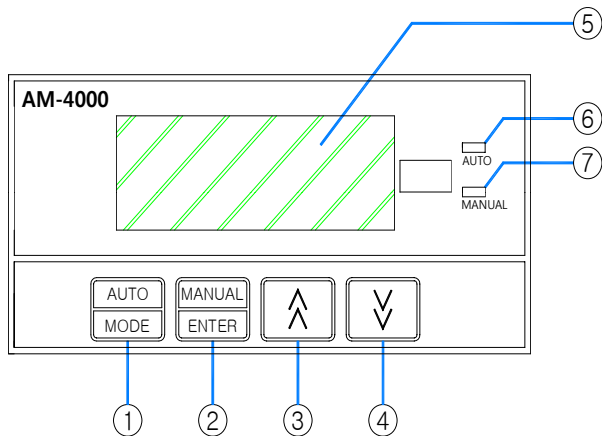 ⑤
AM-4000
⑥
AUTO
⑦
MANUAL
AUTO MANUAL
MODE ENTER
① ② ③ ④